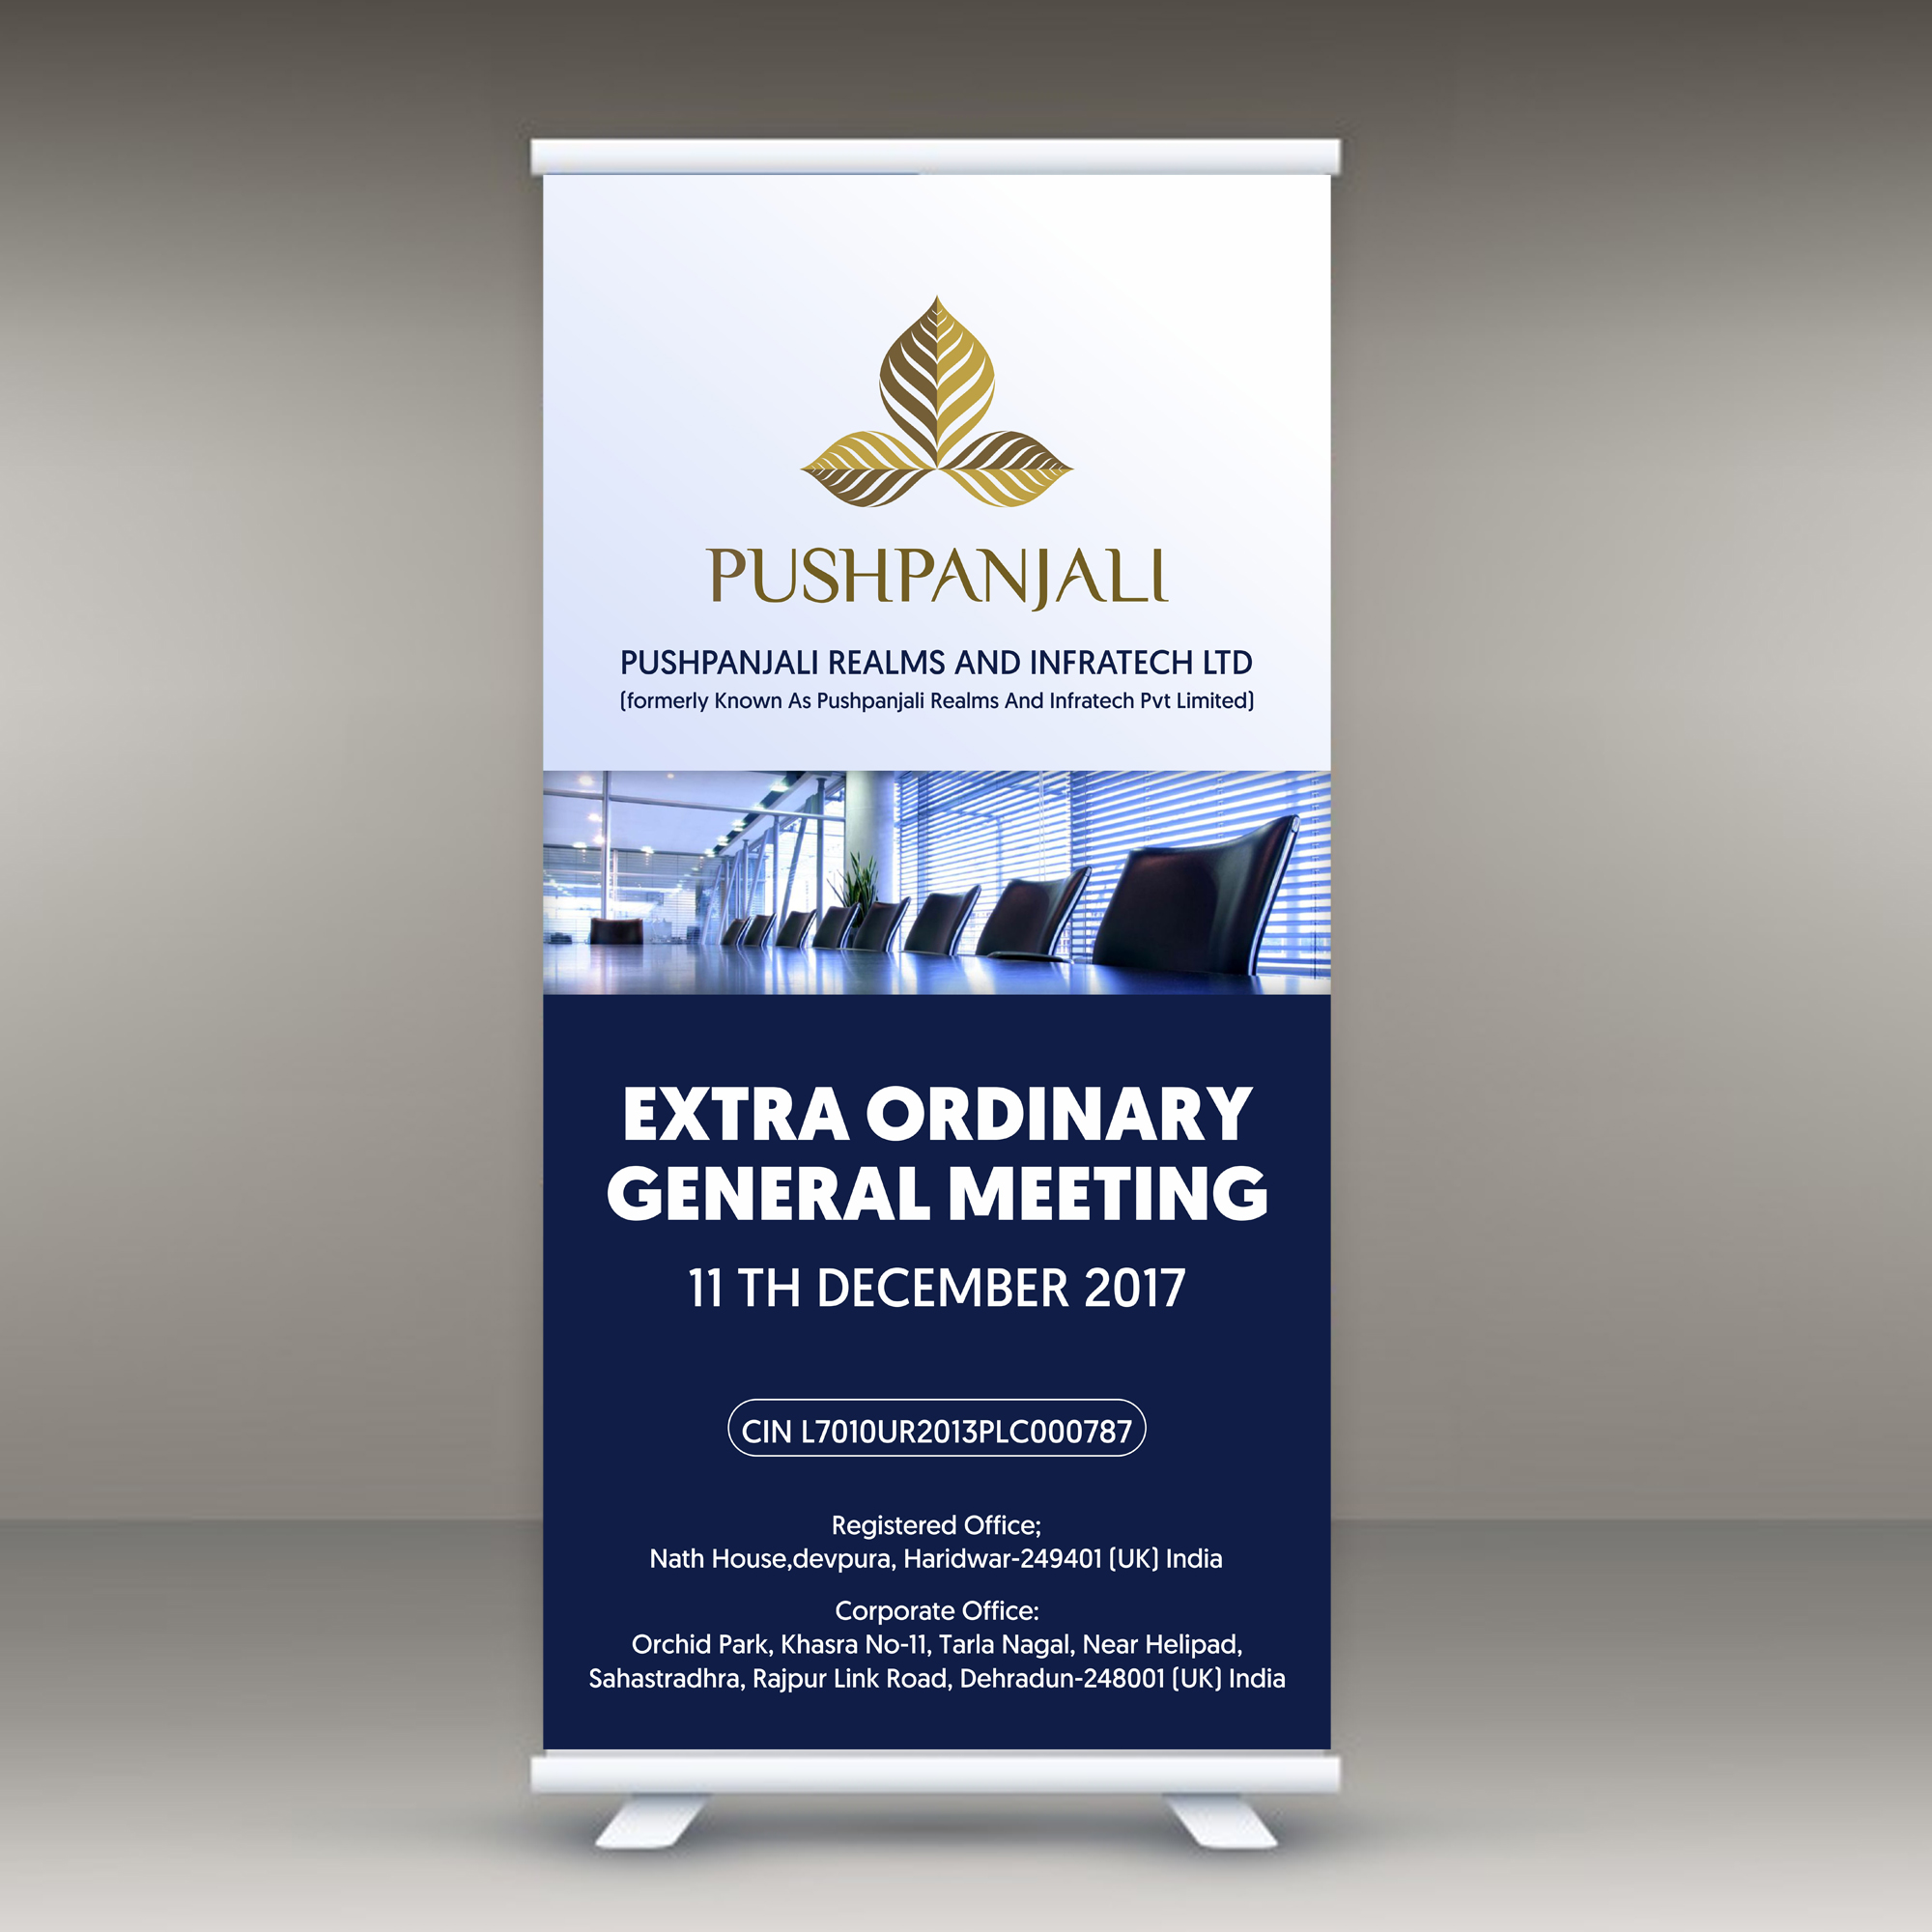 PUSHPANJALI
PUSHPANJALI REALMS AND INFRATECH LTD
(formerly Known As Pushpanjali Realms And Infratech Pvt Limited)
EXTRA ORDINARY
GENERAL MEETING
11 TH DECEMBER 2017
CIN L7010UR2013PLC000787
Registered Office;
Nath House,devpura, Haridwar-249401 (UK) India
Corporate Office:
Orchid Park, Khasra No-11, Tarla Nagal, Near Helipad,
Sahastradhra, Rajpur Link Road, Dehradun-248001 (UK) India